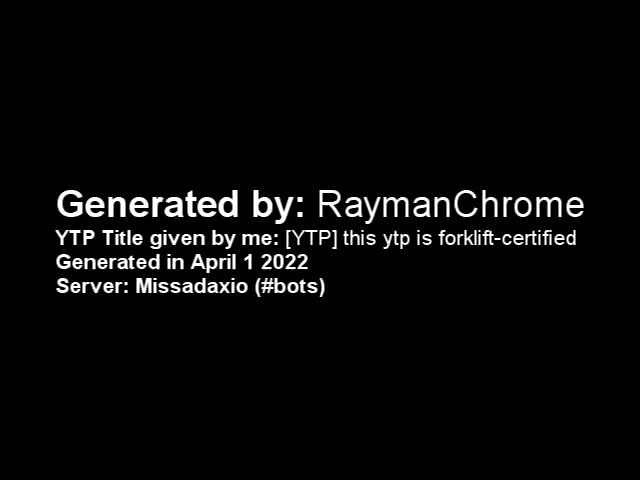 Generated by: RaymanChrome
YTP Title given by me: [YTP] this ytp is forklift-certified
Generated in April 1 2022
Server: Missadaxio (#bots)